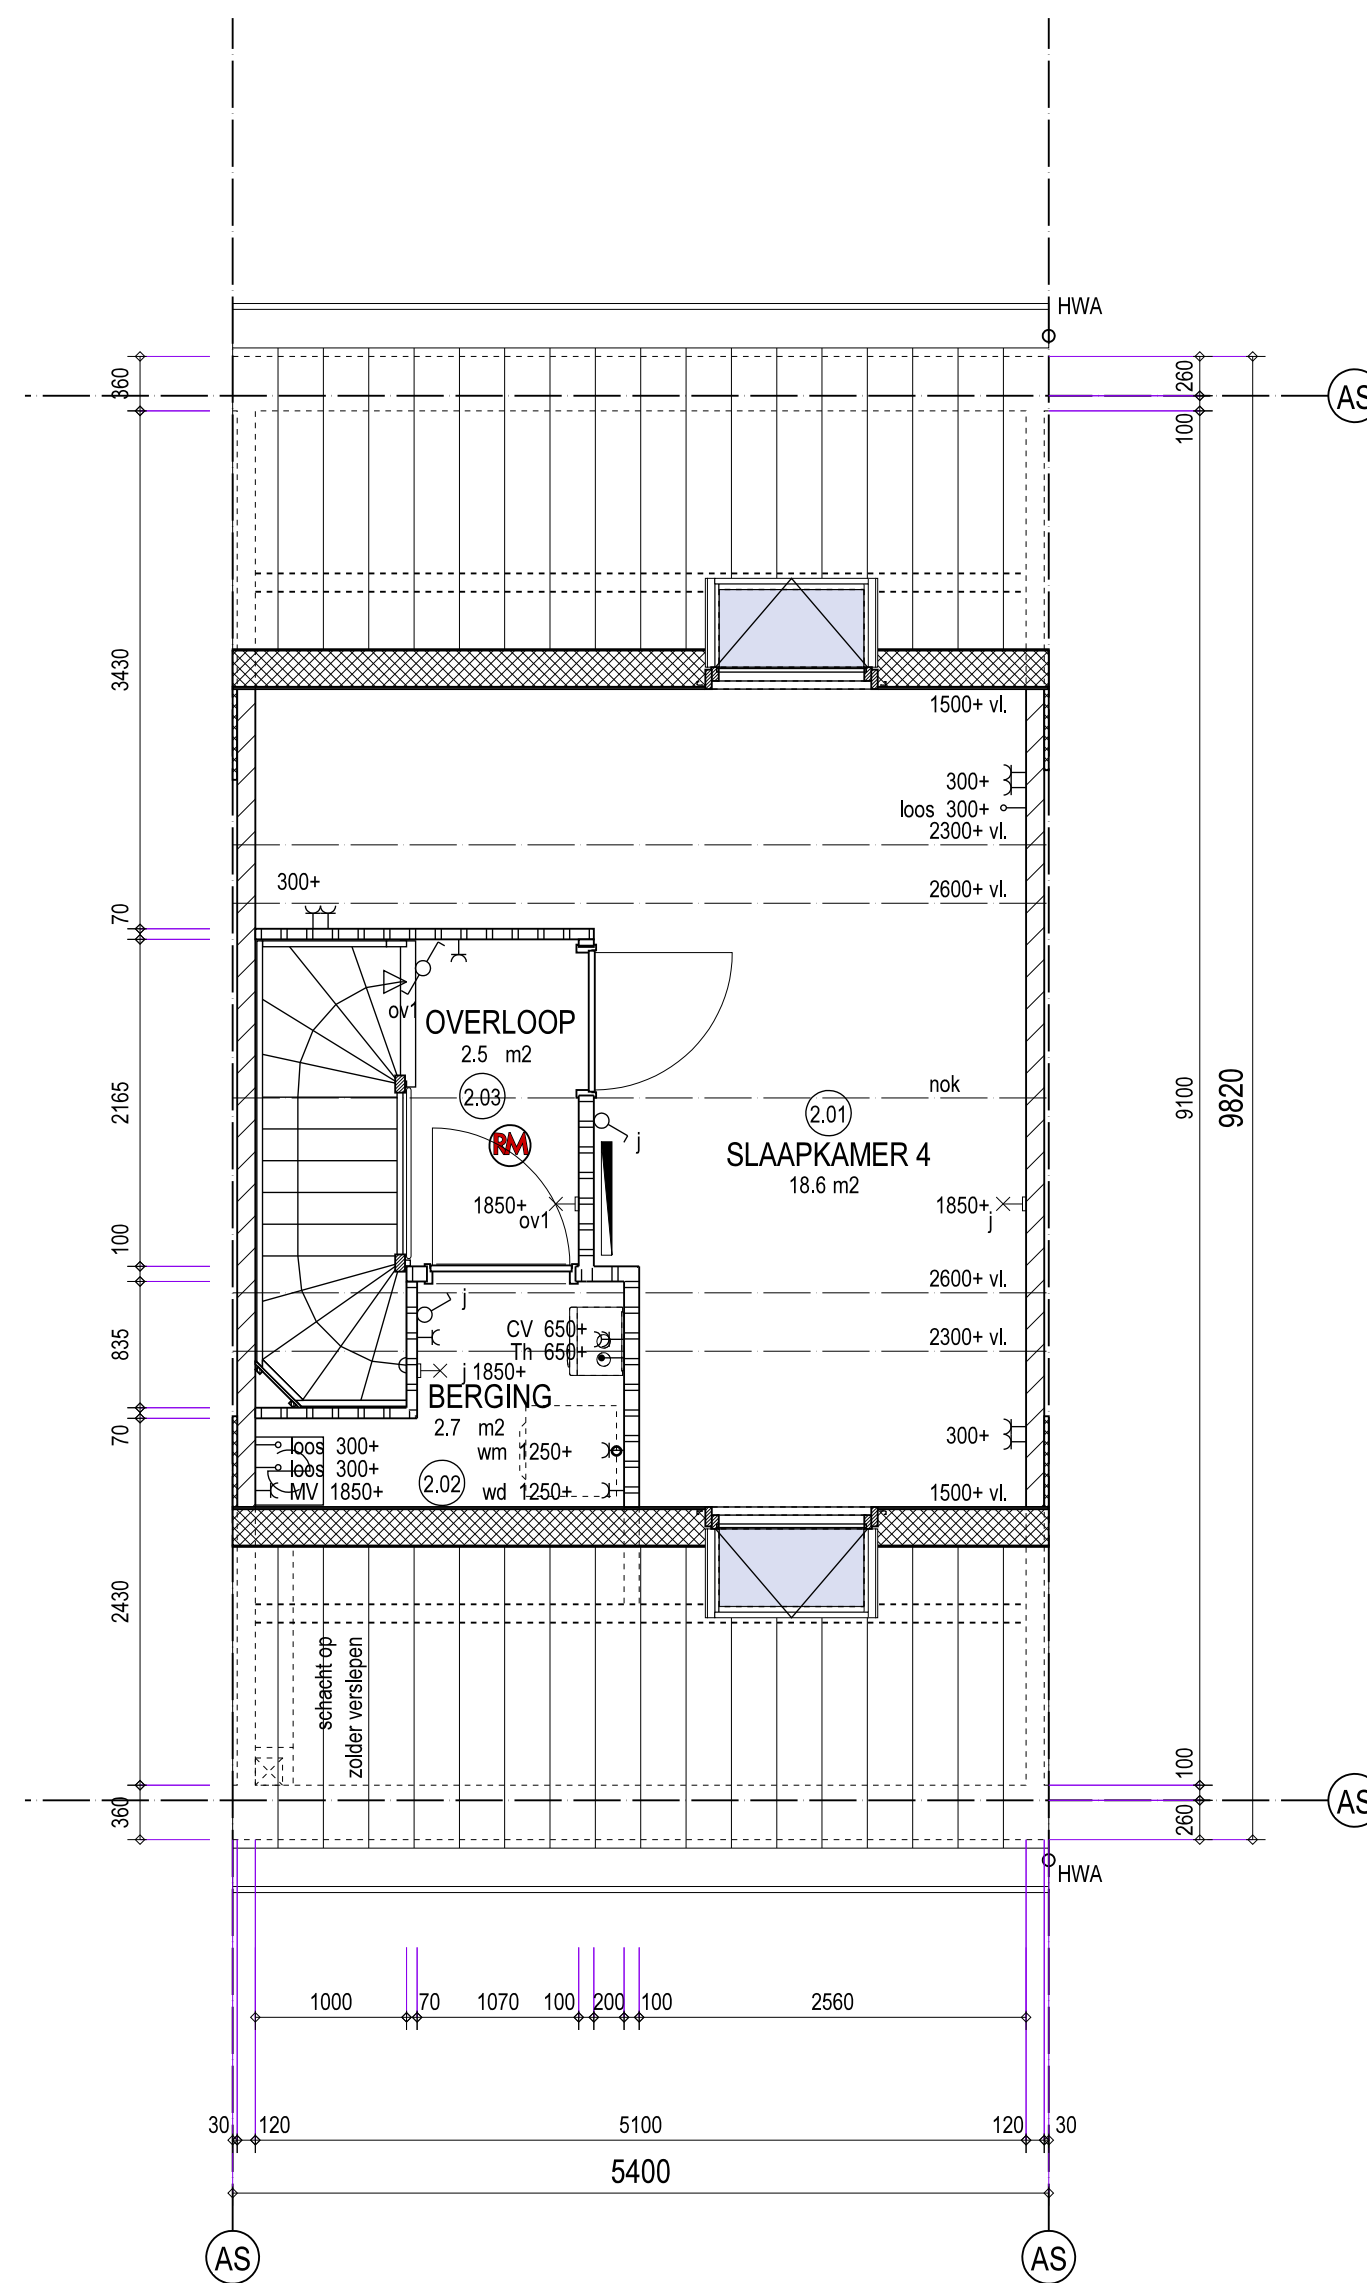 HWA
360
260
AS
100
3430
1500+ vl.
300+
loos 300+
2300+ vl.
2600+ vl.
300+
70
ov1
OVERLOOP
2.5 m2
2.03
nok
2.01
SLAAPKAMER 4
18.6 m2
RM
j
2165
9100
9820
1850+
ov1
1850+
j
100
2600+ vl.
j
CV 650+
Th 650+
2300+ vl.
835
j 1850+
BERGING
2.7 m2
70
300+
loos 300+
wm 1250+
loos 300+
MV 1850+
2.02
wd 1250+
1500+ vl.
2430
schacht op
zolder verslepen
100
360
260
AS
HWA
1000
70
1070
100
200
100
2560
30
120
5100
120
30
5400
AS
AS